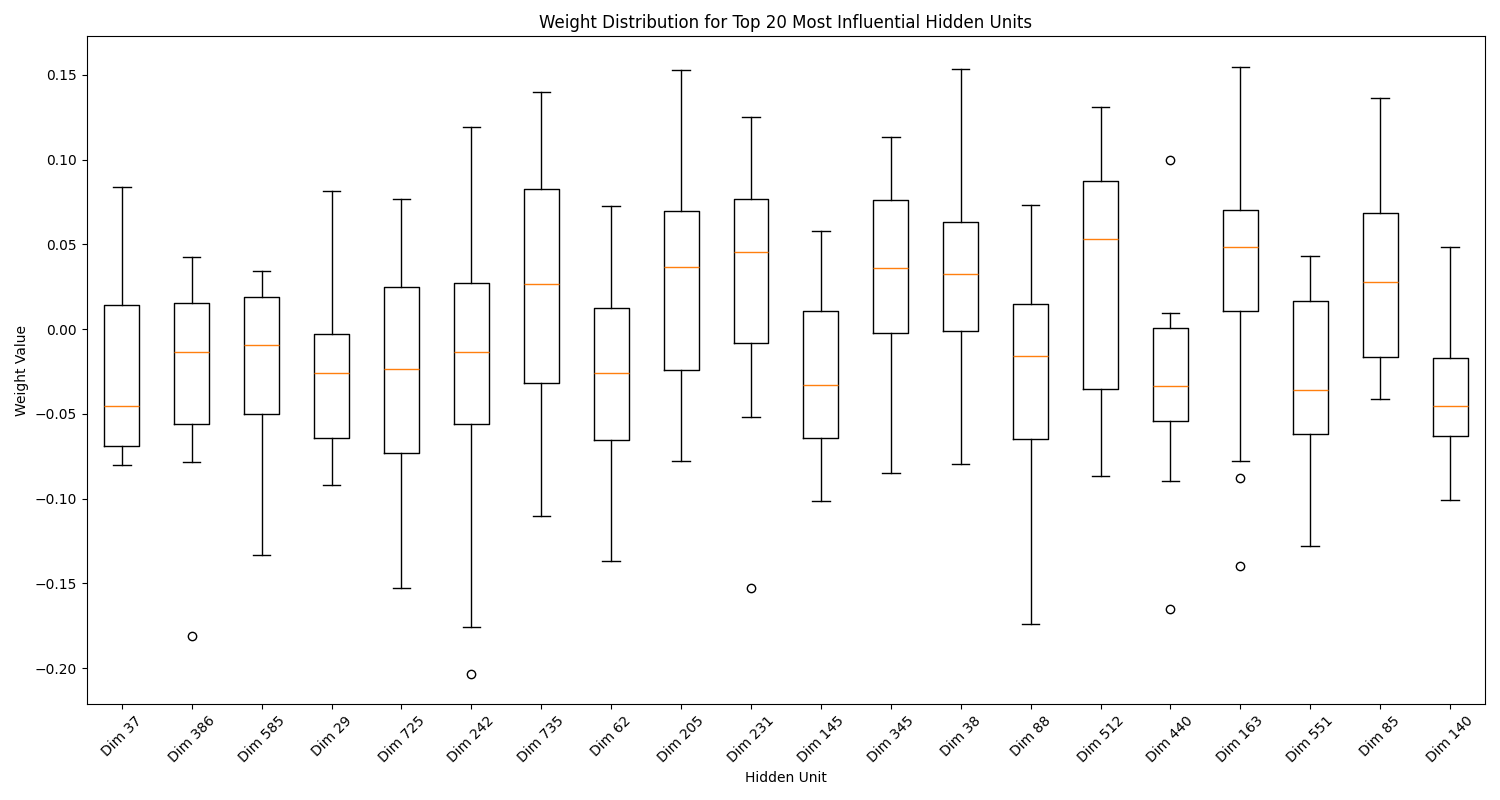 Weight Distribution for Top 20 Most Influential Hidden Units
Weight Value
0.15
0.10
0.05
0.00
−0.05
−0.10
−0.15
−0.20
Dim 37
Dim 386
Dim 585
Dim 29
Dim 725
Dim 242
Dim 735
Dim 62
Dim 205
Dim 231
Dim 145
Dim 345
Dim 38
Dim 88
Dim 512
Dim 440
Dim 163
Dim 551
Dim 85
Dim 140
Hidden Unit